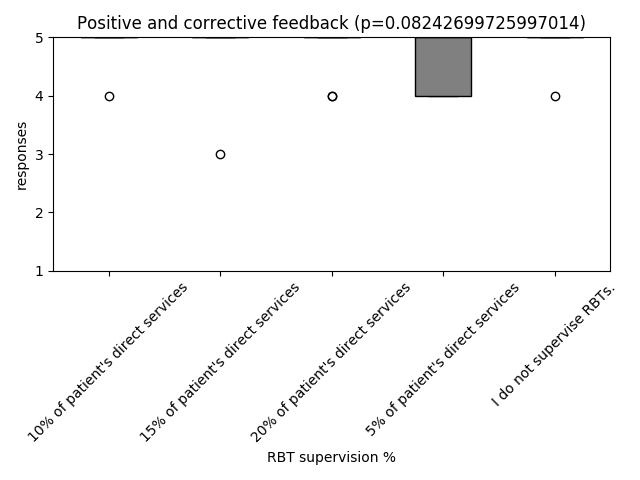 Positive and corrective feedback (p=0.08242699725997014)
5
4
3
2
1
responses
10% of patient's direct services
15% of patient's direct services
20% of patient's direct services
5% of patient's direct services
I do not supervise RBTs.
RBT supervision %